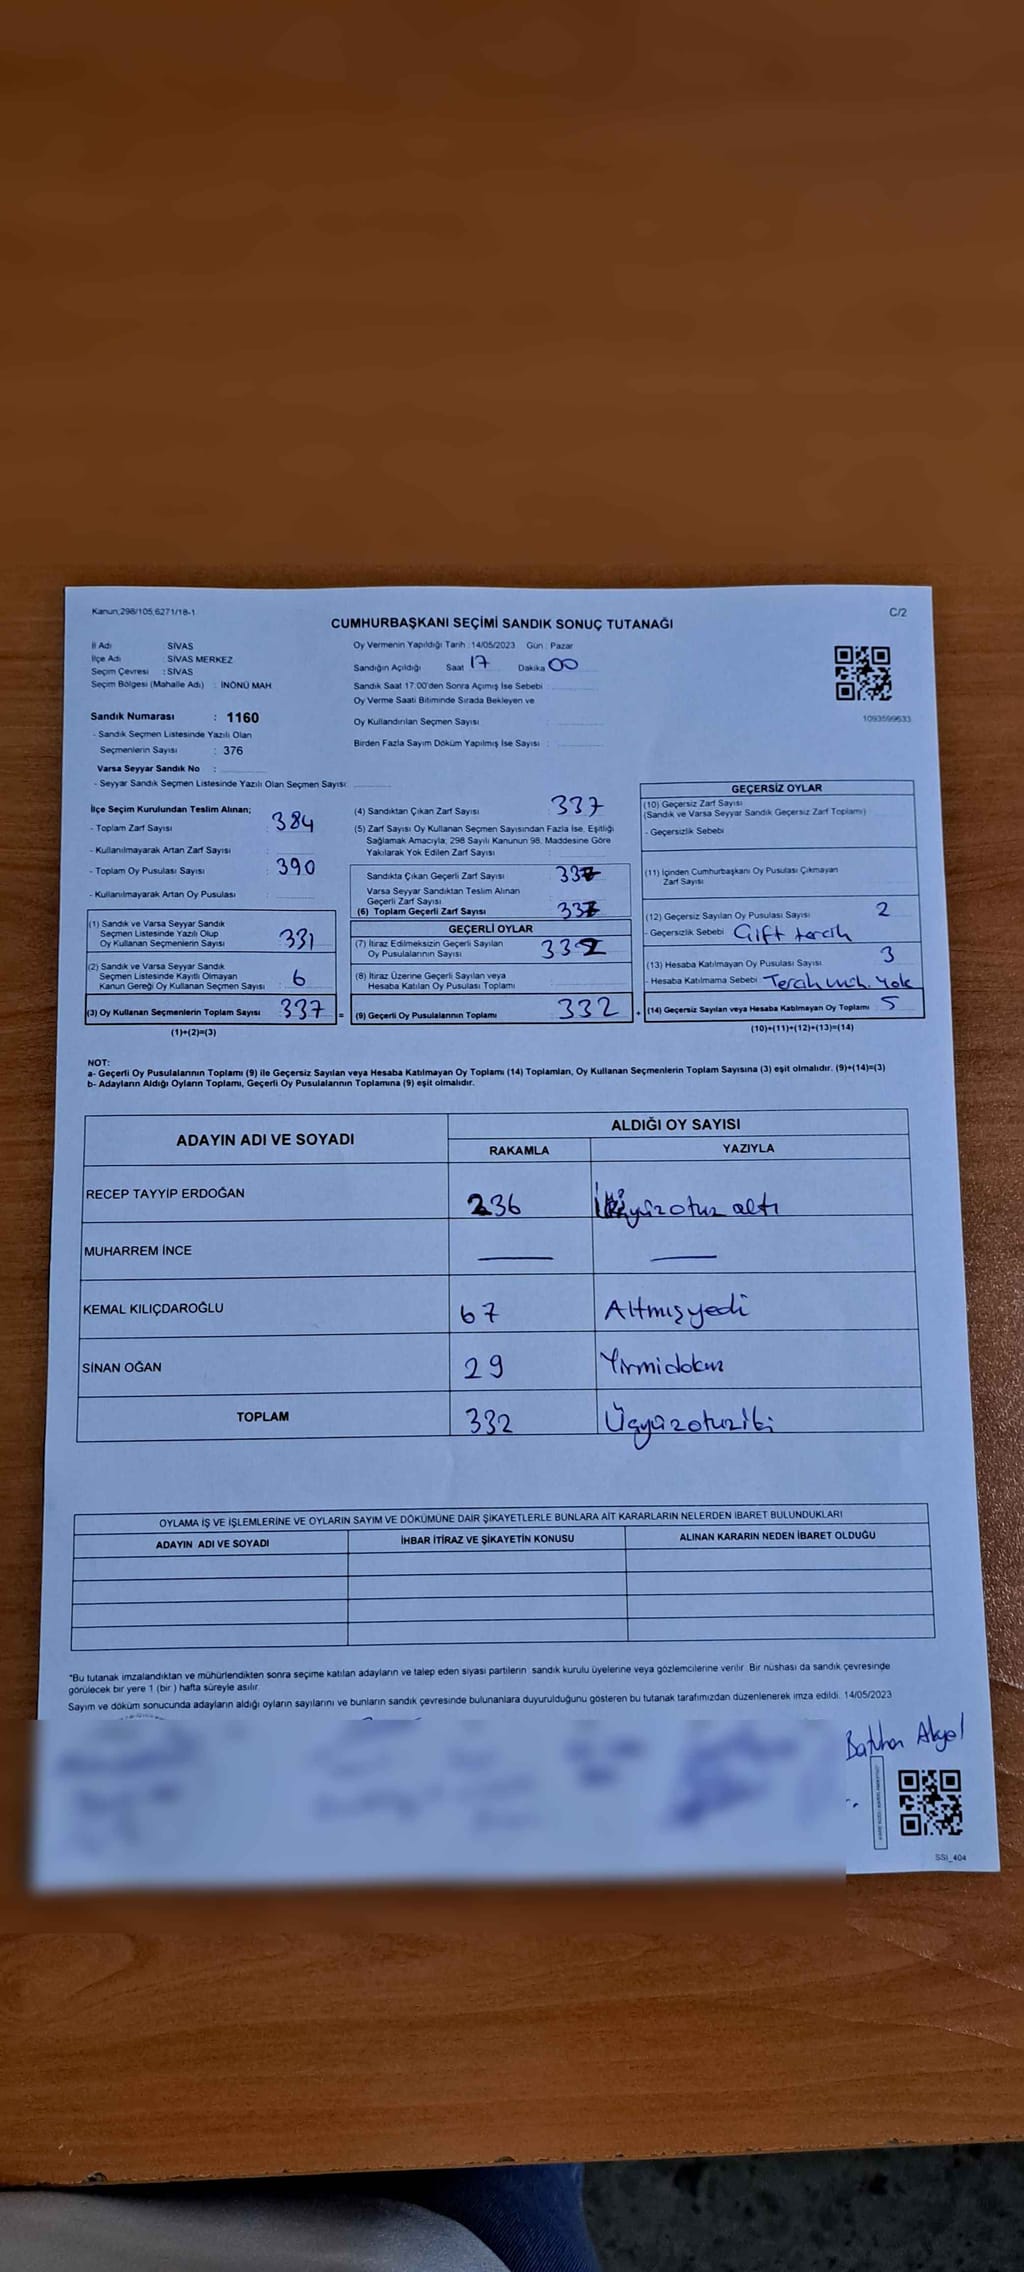 Kanun;298/105,6271/18-1
C/2
CUMHURBAŞKANI SEÇİMİ SANDIK SONUÇ TUTANAĞI
İl Adı SİVAS
İlçe Adı : SİVAS MERKEZ
Seçim Çevresi : SİVAS
Seçim Bölgesi (Mahalle Adı) : İNÖNÜ MAH
Oy Vermenin Yapıldığı Tarih : 14/05/2023 Gün : Pazar
Sandığın Açıldığı Saat 17 Dakika 00
Sandık Saat 17:00'den Sonra Açımış İse Sebebi
Oy Verme Saati Bitiminde Sırada Bekleyen ve
Oy Kullandırılan Seçmen Sayısı
Birden Fazla Sayım Döküm Yapılmış İse Sayısı :
1093599633
Sandık Numarası : 1160
- Sandık Seçmen Listesinde Yazılı Olan
Seçmenlerin Sayısı : 376
Varsa Seyyar Sandık No :
- Seyyar Sandık Seçmen Listesinde Yazılı Olan Seçmen Sayısı:
İlçe Seçim Kurulundan Teslim Alınan;
- Toplam Zarf Sayısı 384
- Kullanılmayarak Artan Zarf Sayısı
- Toplam Oy Pusulası Sayısı 390
- Kullanılmayarak Artan Oy Pusulası
(1) Sandık ve Varsa Seyyar Sandık
Seçmen Listesinde Yazılı Olup
Oy Kullanan Seçmenlerin Sayısı 331
(2) Sandık ve Varsa Seyyar Sandık
Seçmen Listesinde Kayıtlı Olmayan
Kanun Gereği Oy Kullanan Seçmen Sayısı 6
(3) Oy Kullanan Seçmenlerin Toplam Sayısı 337 =
(1)+(2)=(3)
(4) Sandıktan Çıkan Zarf Sayısı 337
(5) Zarf Sayısı Oy Kullanan Seçmen Sayısından Fazla İse, Eşitliği
Sağlamak Amacıyla; 298 Sayılı Kanunun 98. Maddesine Göre
Yakılarak Yok Edilen Zarf Sayısı
Sandıkta Çıkan Geçerli Zarf Sayısı 337
Varsa Seyyar Sandıktan Teslim Alınan
Geçerli Zarf Sayısı
(6) Toplam Geçerli Zarf Sayısı 337
GEÇERLİ OYLAR
(7) İtiraz Edilmeksizin Geçerli Sayılan
Oy Pusulalarının Sayısı 332
(8) İtiraz Üzerine Geçerli Sayılan veya
Hesaba Katılan Oy Pusulası Toplamı
(9) Geçerli Oy Pusulalarının Toplamı 332 +
GEÇERSİZ OYLAR
(10) Geçersiz Zarf Sayısı
(Sandık ve Varsa Seyyar Sandık Geçersiz Zarf Toplamı)
- Geçersizlik Sebebi
(11) İçinden Cumhurbaşkanı Oy Pusulası Çıkmayan
Zarf Sayısı
(12) Geçersiz Sayılan Oy Pusulası Sayısı 2
- Geçersizlik Sebebi Çift tercih
(13) Hesaba Katılmayan Oy Pusulası Sayısı 3
- Hesaba Katılmama Sebebi Tercih yok
(14) Geçersiz Sayılan veya Hesaba Katılmayan Oy Toplamı 5
(10)+(11)+(12)+(13)=(14)
NOT:
a- Geçerli Oy Pusulalarının Toplamı (9) ile Geçersiz Sayılan veya Hesaba Katılmayan Oy Toplamı (14) Toplamları, Oy Kullanan Seçmenlerin Toplam Sayısına (3) eşit olmalıdır. (9)+(14)=(3)
b- Adayların Aldığı Oyların Toplamı, Geçerli Oy Pusulalarının Toplamına (9) eşit olmalıdır.
ADAYIN ADI VE SOYADI
ALDIĞI OY SAYISI
RAKAMLA YAZIYLA
RECEP TAYYİP ERDOĞAN 236 İkiyüzotuz altı
MUHARREM İNCE — —
KEMAL KILIÇDAROĞLU 67 Altmışyedi
SİNAN OĞAN 29 Yirmidokuz
TOPLAM 332 Üçyüzotuziki
OYLAMA İŞ VE İŞLEMLERİNE VE OYLARIN SAYIM VE DÖKÜMÜNE DAİR ŞİKAYETLERLE BUNLARA AİT KARARLARIN NELERDEN İBARET BULUNDUKLARI
ADAYIN ADI VE SOYADI İHBAR İTİRAZ VE ŞİKAYETİN KONUSU ALINAN KARARIN NEDEN İBARET OLDUĞU
*Bu tutanak imzalandıktan ve mühürlendikten sonra seçime katılan adayların ve talep eden siyasi partilerin sandık kurulu üyelerine veya gözlemcilerine verilir. Bir nüshası da sandık çevresinde
görülecek bir yere 1 (bir ) hafta süreyle asılır.
Sayım ve döküm sonucunda adayların aldığı oyların sayılarını ve bunların sandık çevresinde bulunanlara duyurulduğunu gösteren bu tutanak tarafımızdan düzenlenerek imza edildi. 14/05/2023
Batuhan Akyol
SSİ_404